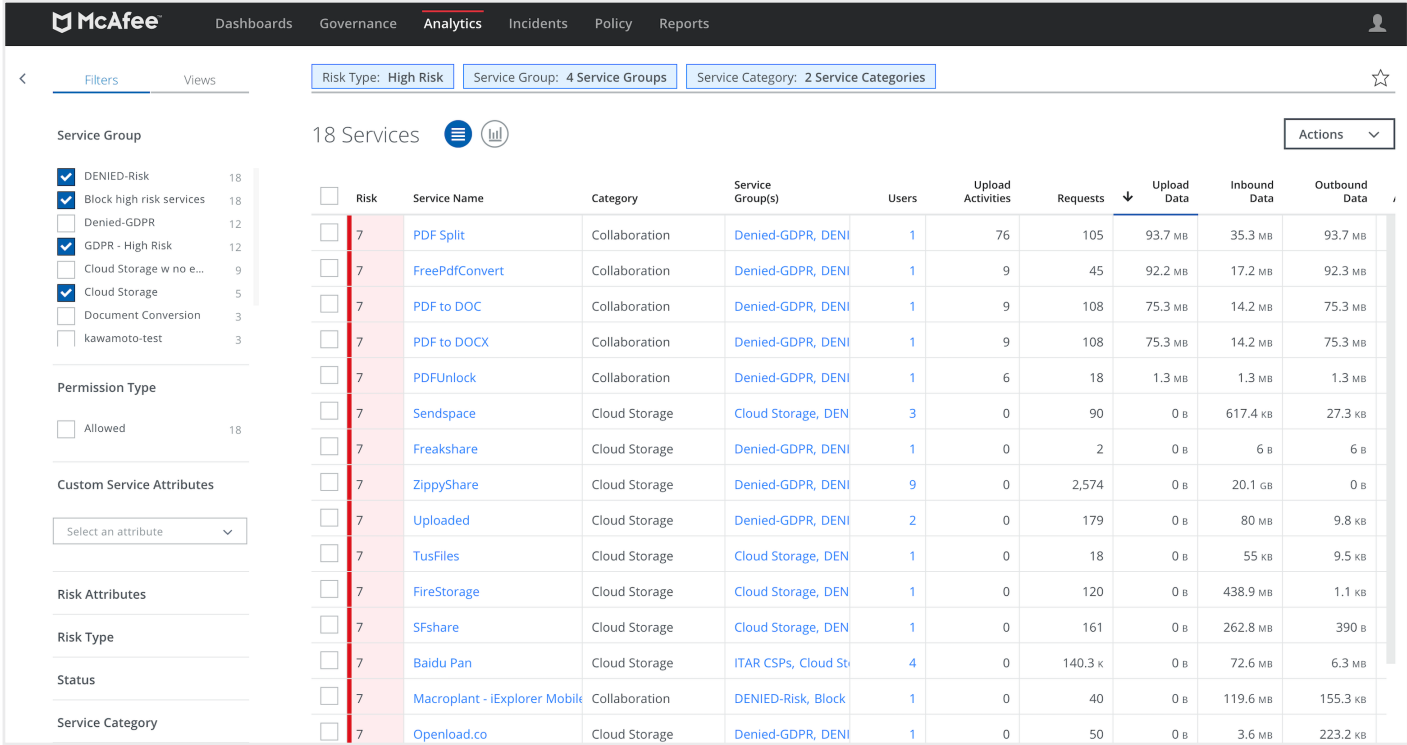 McAfee™ Dashboards Governance Analytics Incidents Policy Reports
Filters Views
Risk Type: High Risk Service Group: 4 Service Groups Service Category: 2 Service Categories
Service Group
DENIED-Risk 18
Block high risk services 18
Denied-GDPR 12
GDPR - High Risk 12
Cloud Storage w no e... 9
Cloud Storage 5
Document Conversion 3
kawamoto-test 3
Permission Type
Allowed 18
Custom Service Attributes
Select an attribute
Risk Attributes
Risk Type
Status
Service Category
18 Services
Actions
Risk Service Name Category Service Group(s) Users Upload Activities Requests Upload Data Inbound Data Outbound Data
7 PDF Split Collaboration Denied-GDPR, DENI 1 76 105 93.7 MB 35.3 MB 93.7 MB
7 FreePdfConvert Collaboration Denied-GDPR, DENI 1 9 45 92.2 MB 17.2 MB 92.3 MB
7 PDF to DOC Collaboration Denied-GDPR, DENI 1 9 108 75.3 MB 14.2 MB 75.3 MB
7 PDF to DOCX Collaboration Denied-GDPR, DENI 1 9 108 75.3 MB 14.2 MB 75.3 MB
7 PDFUnlock Collaboration Denied-GDPR, DENI 1 6 18 1.3 MB 1.3 MB 1.3 MB
7 Sendspace Cloud Storage Cloud Storage, DEN 3 0 90 0 B 617.4 KB 27.3 KB
7 Freakshare Cloud Storage Denied-GDPR, DENI 1 0 2 0 B 6 B 6 B
7 ZippyShare Cloud Storage Denied-GDPR, DENI 9 0 2,574 0 B 20.1 GB 0 B
7 Uploaded Cloud Storage Denied-GDPR, DENI 2 0 179 0 B 80 MB 9.8 KB
7 TusFiles Cloud Storage Cloud Storage, DEN 1 0 18 0 B 55 KB 9.5 KB
7 FireStorage Cloud Storage Cloud Storage, DEN 1 0 120 0 B 438.9 MB 1.1 KB
7 SFshare Cloud Storage Cloud Storage, DEN 1 0 161 0 B 262.8 MB 390 B
7 Baidu Pan Cloud Storage ITAR CSPs, Cloud St 4 0 140.3 K 0 B 72.6 MB 6.3 MB
7 Macroplant - iExplorer Mobile Collaboration DENIED-Risk, Block 1 0 40 0 B 119.6 MB 155.3 KB
7 Openload.co Cloud Storage Denied-GDPR, DENI 1 0 50 0 B 3.6 MB 223.2 KB